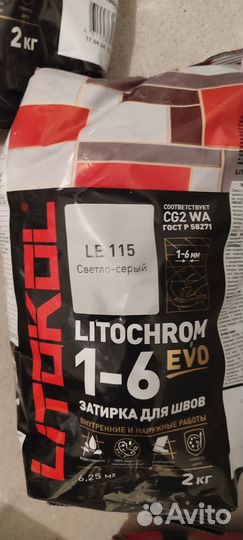 2 кг
LITOKOL
СООТВЕТСТВУЕТ
CG2 WA
ГОСТ Р 58271
1-6 мм
LE 115
Светло-серый
LITOCHROM
1-6 EVO
ЗАТИРКА ДЛЯ ШВОВ
ВНУТРЕННИЕ И НАРУЖНЫЕ РАБОТЫ
6,25 м²
2 кг
Avito